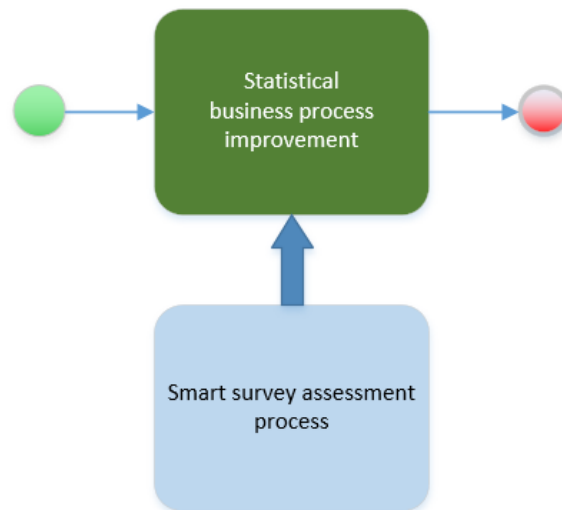 Statistical
business process
improvement
Smart survey assessment
process